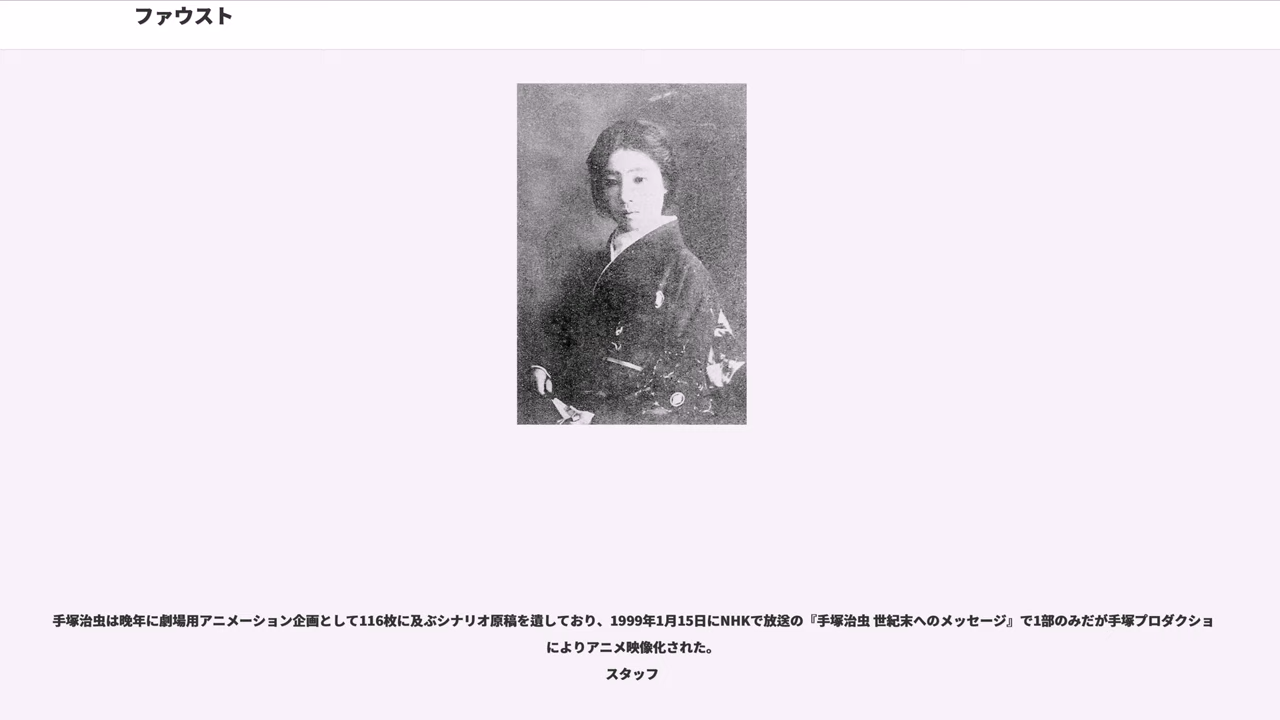 ファウスト
手塚治虫は晩年に劇場用アニメーション企画として116枚に及ぶシナリオ原稿を遺しており、1999年1月15日にNHKで放送の『手塚治虫 世紀末へのメッセージ』で1部のみだが手塚プロダクショ
によりアニメ映像化された。
スタッフ